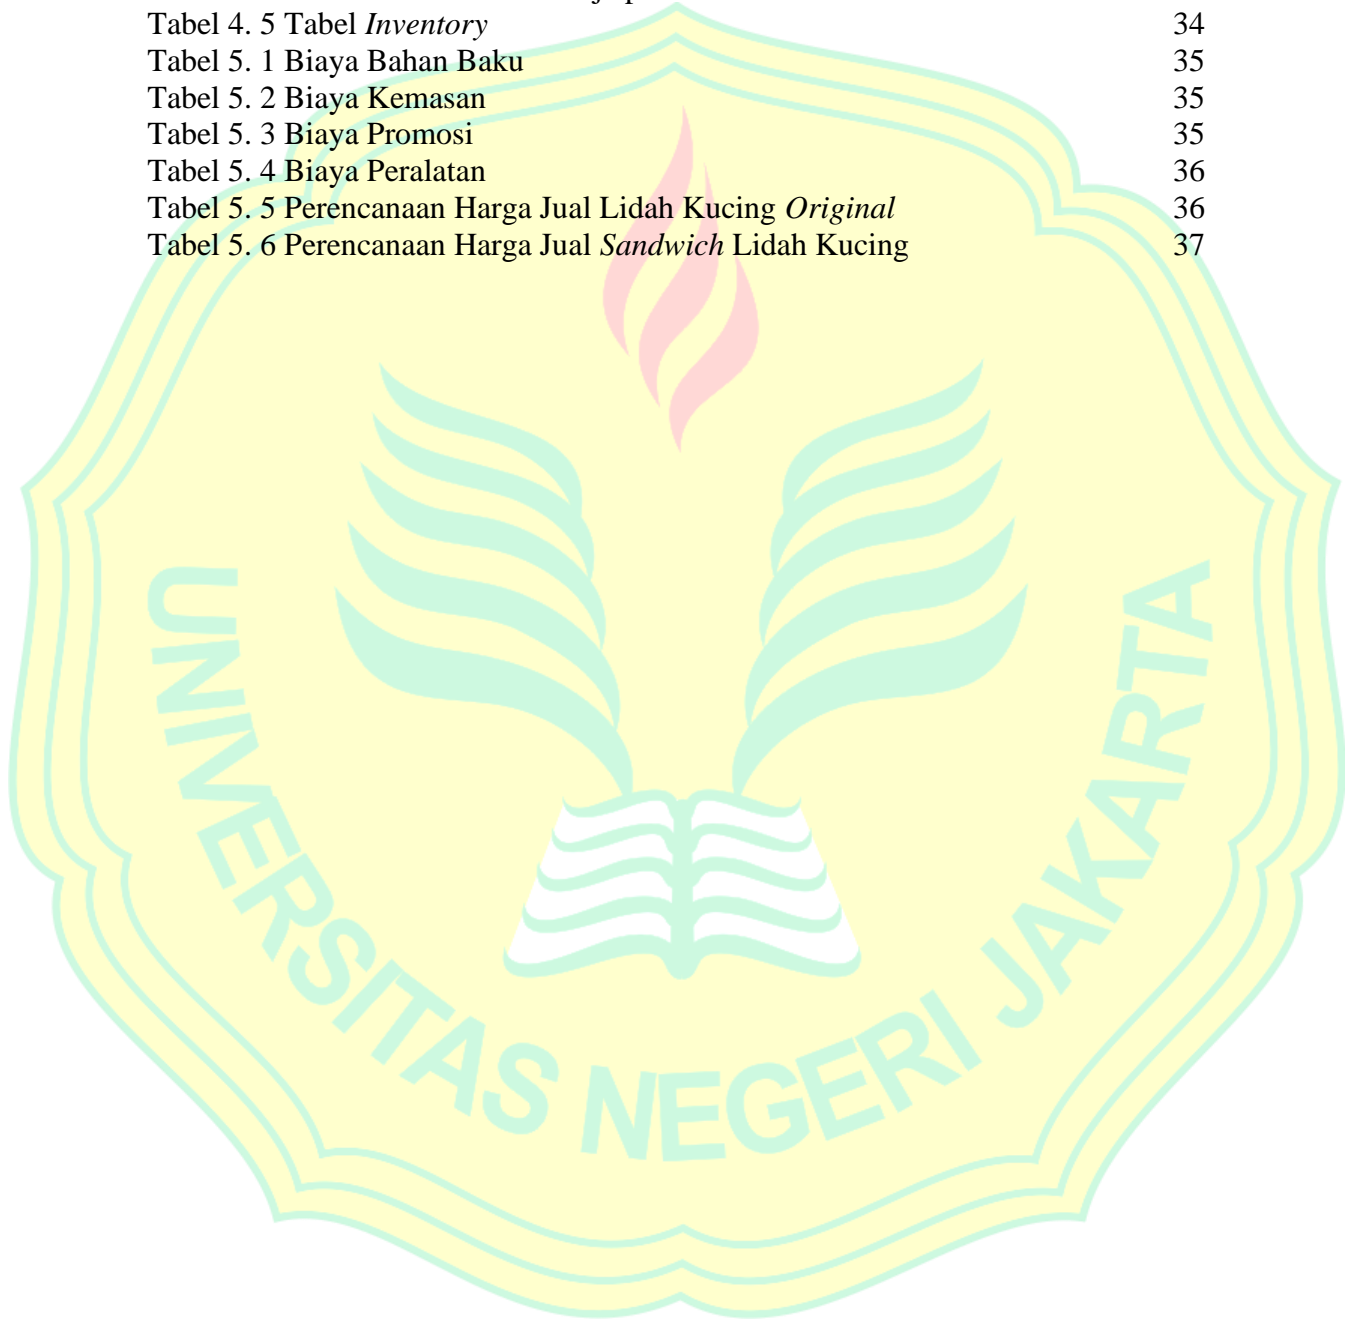 Tabel 4. 5 Tabel Inventory 34
Tabel 5. 1 Biaya Bahan Baku 35
Tabel 5. 2 Biaya Kemasan 35
Tabel 5. 3 Biaya Promosi 35
Tabel 5. 4 Biaya Peralatan 36
Tabel 5. 5 Perencanaan Harga Jual Lidah Kucing Original 36
Tabel 5. 6 Perencanaan Harga Jual Sandwich Lidah Kucing 37
UNIVERSITAS NEGERI JAKARTA